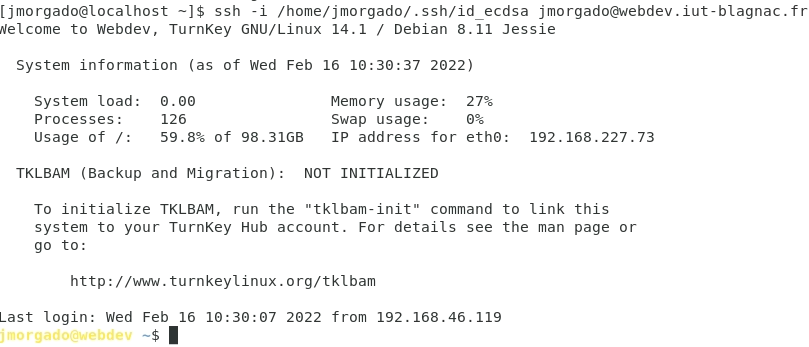 [jmorgado@localhost ~]$ ssh -i /home/jmorgado/.ssh/id_ecdsa jmorgado@webdev.iut-blagnac.fr
Welcome to Webdev, TurnKey GNU/Linux 14.1 / Debian 8.11 Jessie
System information (as of Wed Feb 16 10:30:37 2022)
System load:  0.00               Memory usage:  27%
Processes:    126                Swap usage:    0%
Usage of /:   59.8% of 98.31GB   IP address for eth0:  192.168.227.73
TKLBAM (Backup and Migration):  NOT INITIALIZED
To initialize TKLBAM, run the "tklbam-init" command to link this
system to your TurnKey Hub account. For details see the man page or
go to:
http://www.turnkeylinux.org/tklbam
Last login: Wed Feb 16 10:30:07 2022 from 192.168.46.119
jmorgado@webdev ~$